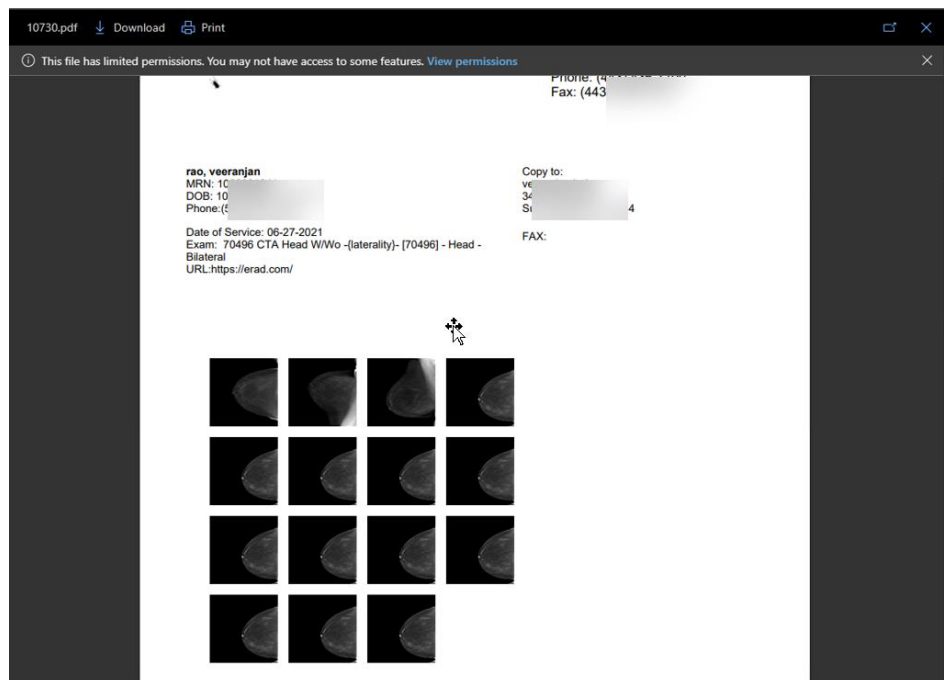 10730.pdf Download Print
This file has limited permissions. You may not have access to some features. View permissions
Fax: (443
rao, veeranjan
MRN: 10
DOB: 10
Phone:(
Date of Service: 06-27-2021
Exam: 70496 CTA Head W/Wo -{laterality}- [70496] - Head -
Bilateral
URL:https://erad.com/
Copy to:
ve
34
4
FAX: